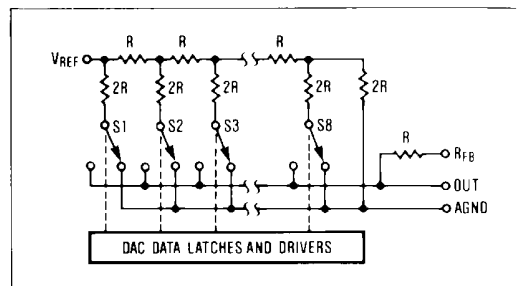 R R R
VREF
2R 2R 2R 2R 2R
S1 S2 S3 S8
R
RFB
OUT
AGND
DAC DATA LATCHES AND DRIVERS